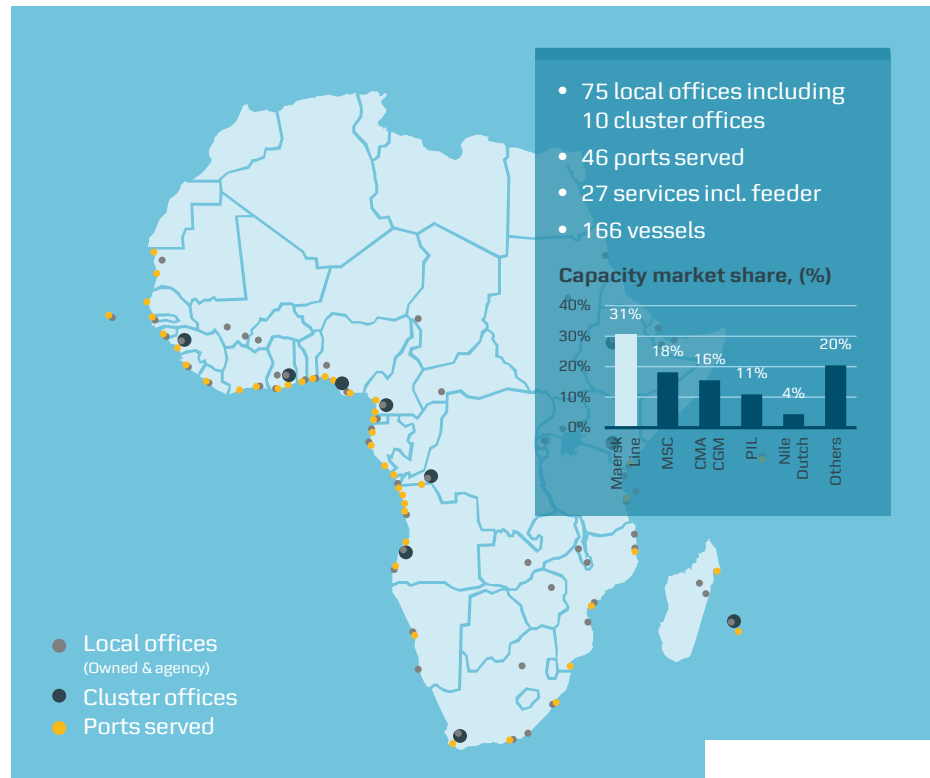 • 75 local offices including
10 cluster offices
• 46 ports served
• 27 services incl. feeder
• 166 vessels
Capacity market share, (%)
40%
30%
20%
10%
0%
31%
18%
16%
11%
4%
20%
Maersk
Line
MSC
CMA
CGM
PIL
Nile
Dutch
Others
Local offices
(Owned & agency)
Cluster offices
Ports served